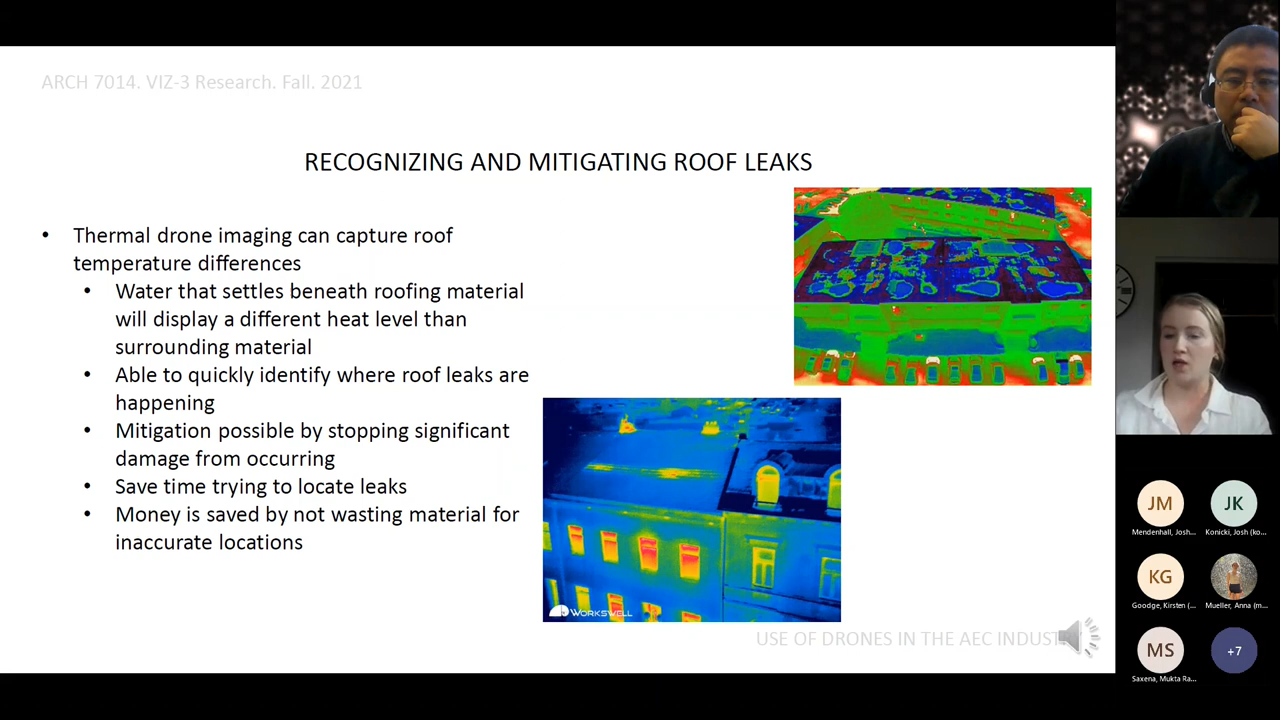 ARCH 7014. VIZ-3 Research. Fall. 2021
RECOGNIZING AND MITIGATING ROOF LEAKS
• Thermal drone imaging can capture roof
temperature differences
• Water that settles beneath roofing material
will display a different heat level than
surrounding material
• Able to quickly identify where roof leaks are
happening
• Mitigation possible by stopping significant
damage from occurring
• Save time trying to locate leaks
• Money is saved by not wasting material for
inaccurate locations
WORKSWELL
USE OF DRONES IN THE AEC INDUST
JM
JK
Mendenhall, Josh...
Konicki, Josh (ko...
KG
Goodge, Kirsten (...
Mueller, Anna (m...
MS
+7
Saxena, Mukta Ra...